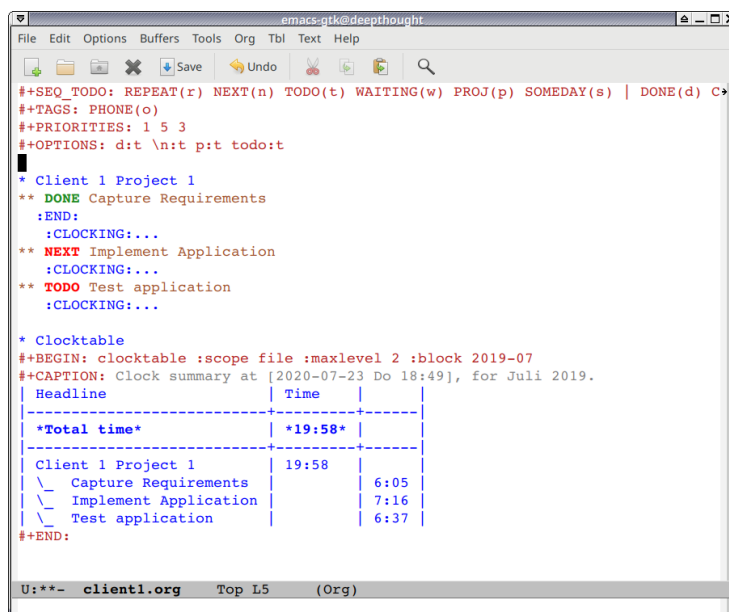 emacs-gtk@deepthought
File Edit Options Buffers Tools Org Tbl Text Help
Save Undo
#+SEQ_TODO: REPEAT(r) NEXT(n) TODO(t) WAITING(w) PROJ(p) SOMEDAY(s) | DONE(d) C
#+TAGS: PHONE(o)
#+PRIORITIES: 1 5 3
#+OPTIONS: d:t \n:t p:t todo:t
* Client 1 Project 1
** DONE Capture Requirements
:END:
:CLOCKING:...
** NEXT Implement Application
:CLOCKING:...
** TODO Test application
:CLOCKING:...
* Clocktable
#+BEGIN: clocktable :scope file :maxlevel 2 :block 2019-07
#+CAPTION: Clock summary at [2020-07-23 Do 18:49], for Juli 2019.
| Headline | Time | |
|---------------------------+---------+------|
| *Total time* | *19:58* | |
|---------------------------+---------+------|
| Client 1 Project 1 | 19:58 | |
| \_ Capture Requirements | | 6:05 |
| \_ Implement Application | | 7:16 |
| \_ Test application | | 6:37 |
#+END:
U:**- client1.org Top L5 (Org)